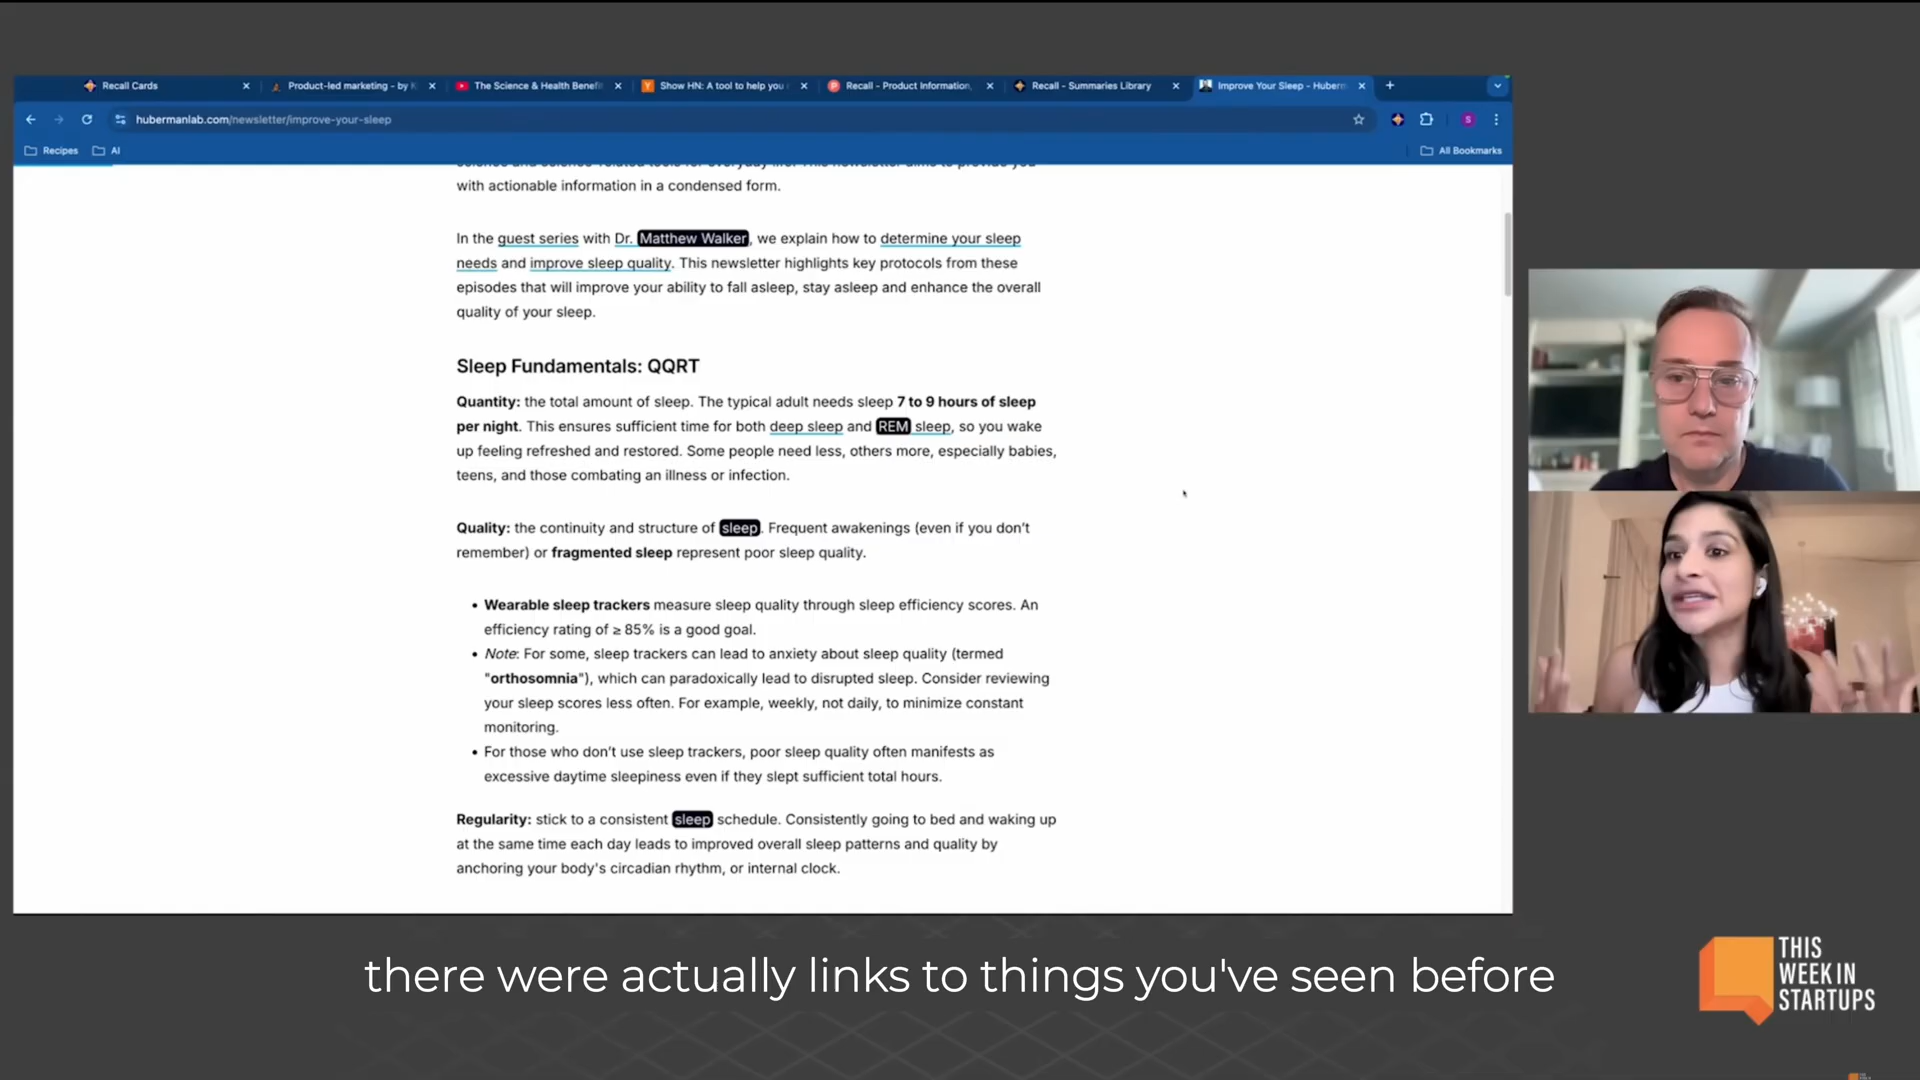 Recall Cards
Product-led marketing - by K
The Science & Health Benefi
Show HN: A tool to help you
Recall - Product Information,
Recall - Summaries Library
Improve Your Sleep - Huberm
hubermanlab.com/newsletter/improve-your-sleep
S
Recipes
AI
All Bookmarks
with actionable information in a condensed form.
In the guest series with Dr. Matthew Walker, we explain how to determine your sleep
needs and improve sleep quality. This newsletter highlights key protocols from these
episodes that will improve your ability to fall asleep, stay asleep and enhance the overall
quality of your sleep.
Sleep Fundamentals: QQRT
Quantity: the total amount of sleep. The typical adult needs sleep 7 to 9 hours of sleep
per night. This ensures sufficient time for both deep sleep and REM sleep, so you wake
up feeling refreshed and restored. Some people need less, others more, especially babies,
teens, and those combating an illness or infection.
Quality: the continuity and structure of sleep. Frequent awakenings (even if you don't
remember) or fragmented sleep represent poor sleep quality.
• Wearable sleep trackers measure sleep quality through sleep efficiency scores. An
efficiency rating of ≥ 85% is a good goal.
• Note: For some, sleep trackers can lead to anxiety about sleep quality (termed
"orthosomnia"), which can paradoxically lead to disrupted sleep. Consider reviewing
your sleep scores less often. For example, weekly, not daily, to minimize constant
monitoring.
• For those who don't use sleep trackers, poor sleep quality often manifests as
excessive daytime sleepiness even if they slept sufficient total hours.
Regularity: stick to a consistent sleep schedule. Consistently going to bed and waking up
at the same time each day leads to improved overall sleep patterns and quality by
anchoring your body's circadian rhythm, or internal clock.
there were actually links to things you've seen before
THIS
WEEK IN
STARTUPS